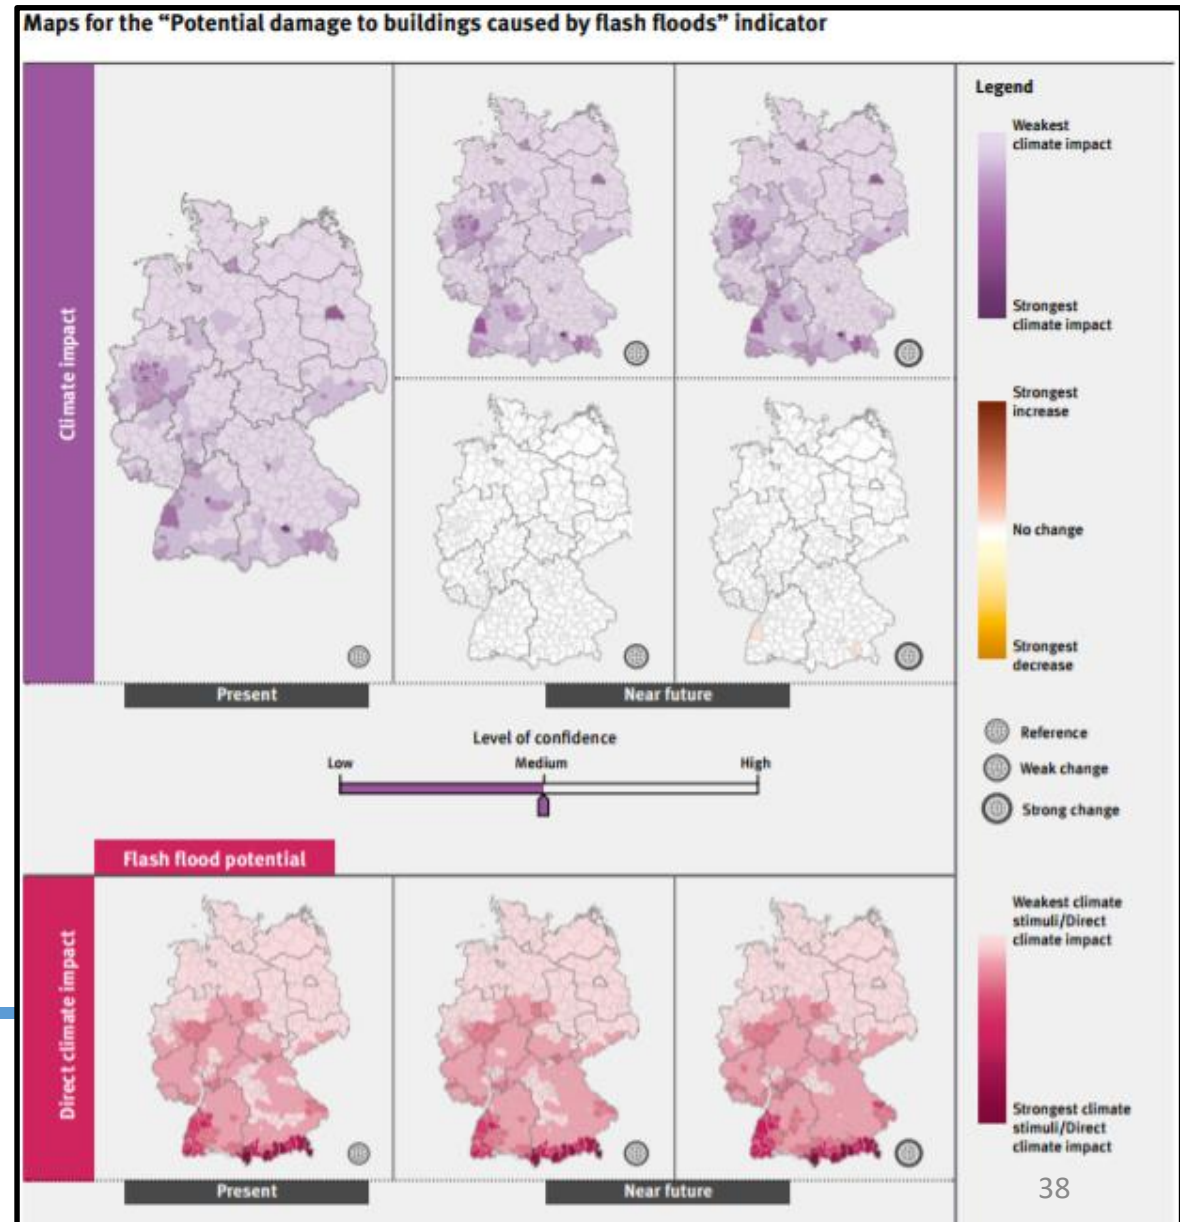 Maps for the “Potential damage to buildings caused by flash floods” indicator
Climate impact
Present
Near future
Level of confidence
Low
Medium
High
Flash flood potential
Direct climate impact
Present
Near future
Legend
Weakest
climate impact
Strongest
climate impact
Strongest
increase
No change
Strongest
decrease
Reference
Weak change
Strong change
Weakest climate
stimuli/Direct
climate impact
Strongest climate
stimuli/Direct
climate impact
38